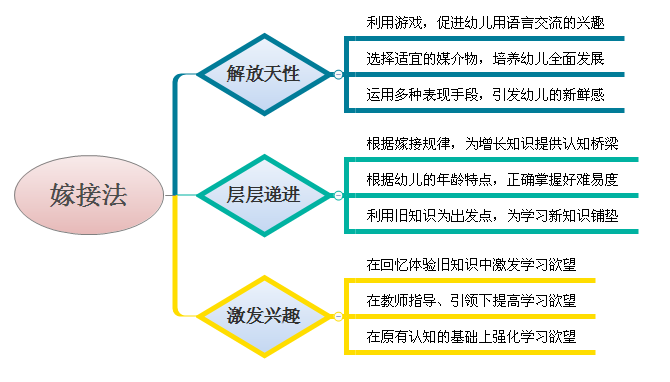 嫁接法
解放天性
利用游戏，促进幼儿用语言交流的兴趣
选择适宜的媒介物，培养幼儿全面发展
运用多种表现手段，引发幼儿的新鲜感
层层递进
根据嫁接规律，为增长知识提供认知桥梁
根据幼儿的年龄特点，正确掌握好难易度
利用旧知识为出发点，为学习新知识铺垫
激发兴趣
在回忆体验旧知识中激发学习欲望
在教师指导、引领下提高学习欲望
在原有认知的基础上强化学习欲望